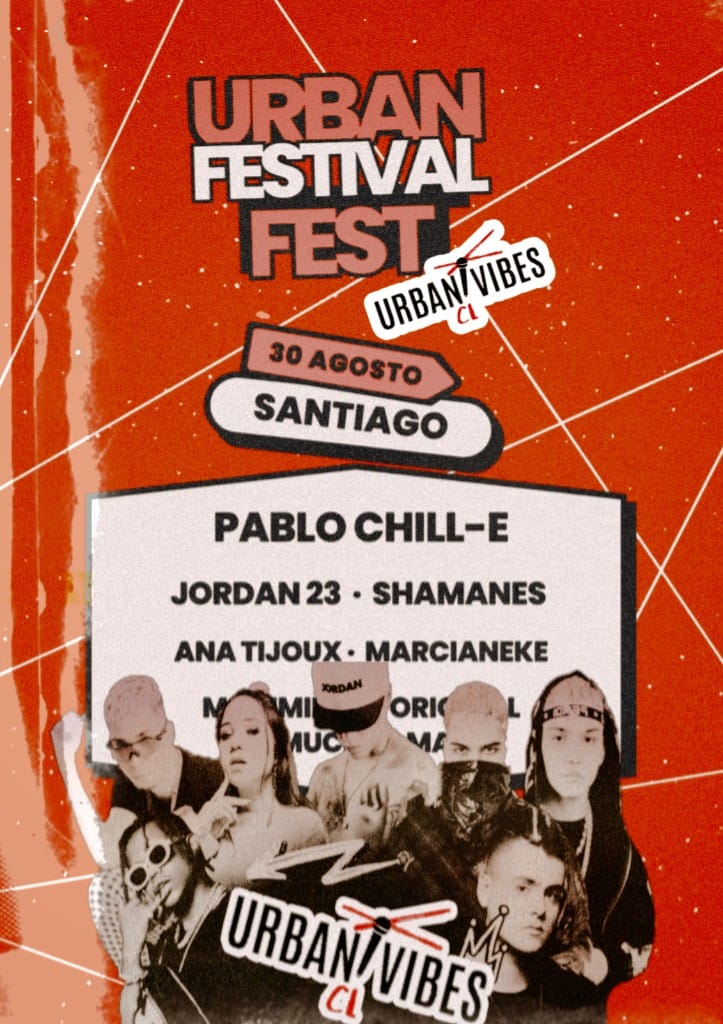 URBAN
FESTIVAL
FEST
URBAN VIBES
CL
30 AGOSTO
SANTIAGO
PABLO CHILL-E
JORDAN 23 · SHAMANES
ANA TIJOUX · MARCIANEKE
JORDAN
URBAN VIBES
CL